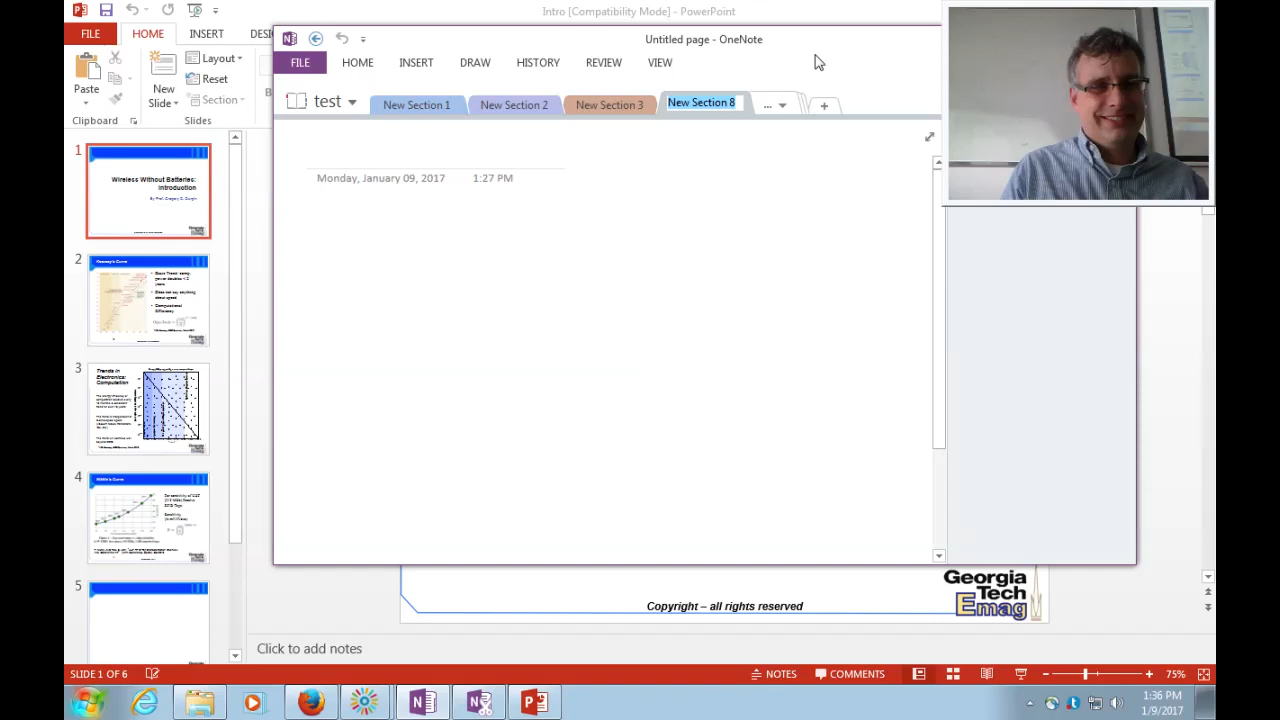 Intro [Compatibility Mode] - PowerPoint
FILE HOME INSERT DESI
Paste
New
Slide
Layout
Reset
Section
Clipboard
Slides
Untitled page - OneNote
FILE HOME INSERT DRAW HISTORY REVIEW VIEW
test New Section 1 New Section 2 New Section 3 New Section 8 ... +
Monday, January 09, 2017 1:27 PM
1
Wireless Without Batteries:
Introduction
2
3
Trends in
Electronics:
Computation
4
5
Georgia
Tech
Emag
Copyright – all rights reserved
Click to add notes
SLIDE 1 OF 6 NOTES COMMENTS 75%
1:36 PM
1/9/2017